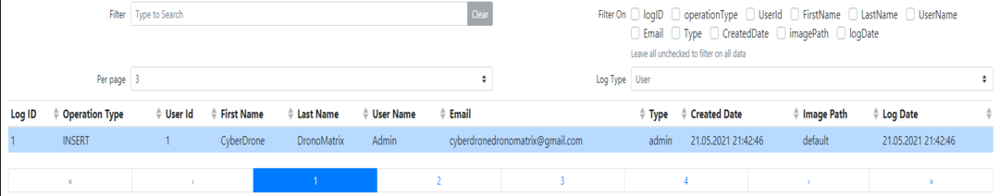 Filter Type to Search Clear Filter On logID operationType UserId FirstName LastName UserName
Email Type CreatedDate imagePath logDate
Leave all unchecked to filter on all data
Per page 3 Log Type User
Log ID Operation Type User Id First Name Last Name User Name Email Type Created Date Image Path Log Date
1 INSERT 1 CyberDrone DronoMatrix Admin cyberdronedronomatrix@gmail.com admin 21.05.2021 21:42:46 default 21.05.2021 21:42:46
« ‹ 1 2 3 4 › »